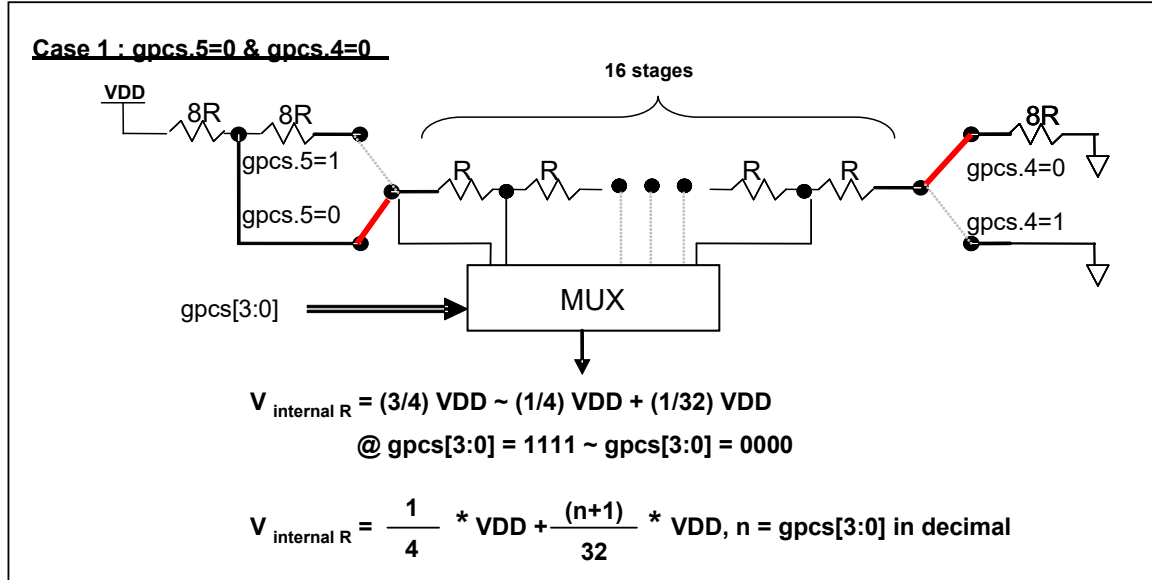 Case 1 : gpcs.5=0 & gpcs.4=0
16 stages
VDD
8R
8R
8R
gpcs.5=1
gpcs.4=0
R
R
R
R
gpcs.5=0
gpcs.4=1
MUX
gpcs[3:0]
V internal R = (3/4) VDD ~ (1/4) VDD + (1/32) VDD
@ gpcs[3:0] = 1111 ~ gpcs[3:0] = 0000
V internal R = 1/4 * VDD + (n+1)/32 * VDD, n = gpcs[3:0] in decimal